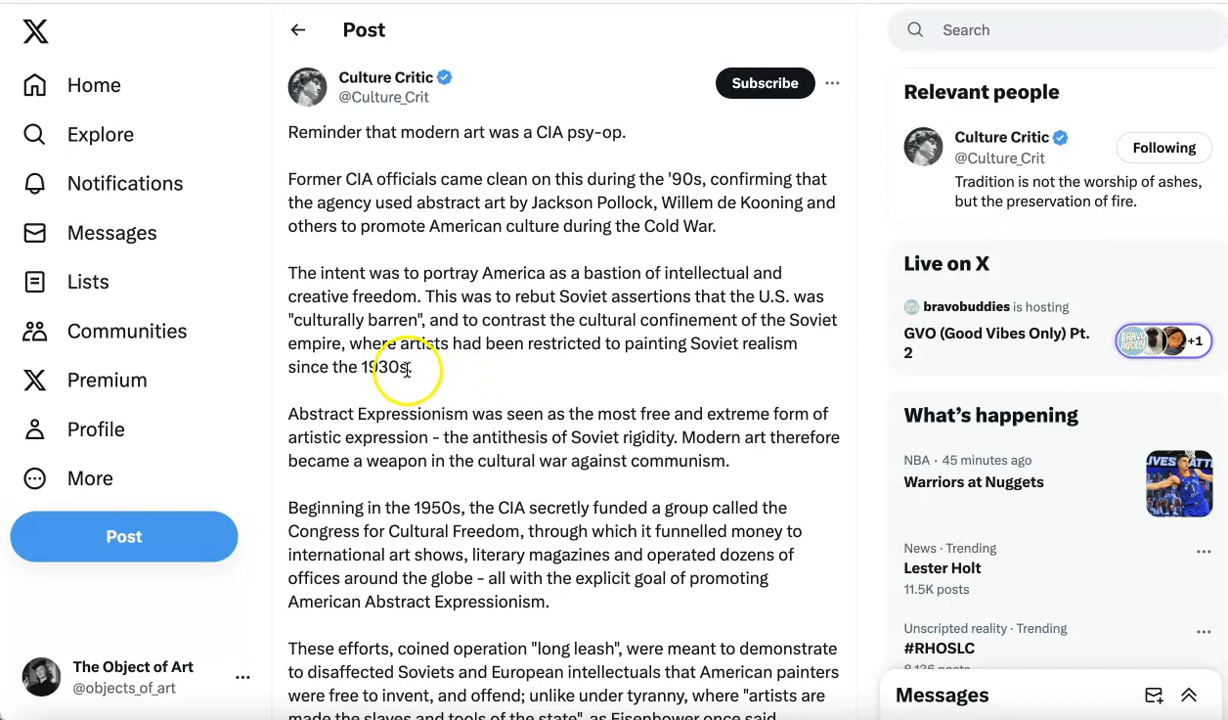 Post
Search
Home
Explore
Notifications
Messages
Lists
Communities
Premium
Profile
More
Post
The Object of Art
@objects_of_art
Culture Critic
@Culture_Crit
Subscribe
Reminder that modern art was a CIA psy-op.
Former CIA officials came clean on this during the '90s, confirming that
the agency used abstract art by Jackson Pollock, Willem de Kooning and
others to promote American culture during the Cold War.
The intent was to portray America as a bastion of intellectual and
creative freedom. This was to rebut Soviet assertions that the U.S. was
"culturally barren", and to contrast the cultural confinement of the Soviet
empire, where artists had been restricted to painting Soviet realism
since the 1930s.
Abstract Expressionism was seen as the most free and extreme form of
artistic expression - the antithesis of Soviet rigidity. Modern art therefore
became a weapon in the cultural war against communism.
Beginning in the 1950s, the CIA secretly funded a group called the
Congress for Cultural Freedom, through which it funnelled money to
international art shows, literary magazines and operated dozens of
offices around the globe - all with the explicit goal of promoting
American Abstract Expressionism.
These efforts, coined operation "long leash", were meant to demonstrate
to disaffected Soviets and European intellectuals that American painters
were free to invent, and offend; unlike under tyranny, where "artists are
made the slaves and tools of the state", as Eisenhower once said.
Relevant people
Culture Critic
@Culture_Crit
Following
Tradition is not the worship of ashes,
but the preservation of fire.
Live on X
bravobuddies is hosting
GVO (Good Vibes Only) Pt.
2
+1
What's happening
NBA · 45 minutes ago
Warriors at Nuggets
News · Trending
Lester Holt
11.5K posts
Unscripted reality · Trending
#RHOSLC
posts
Messages